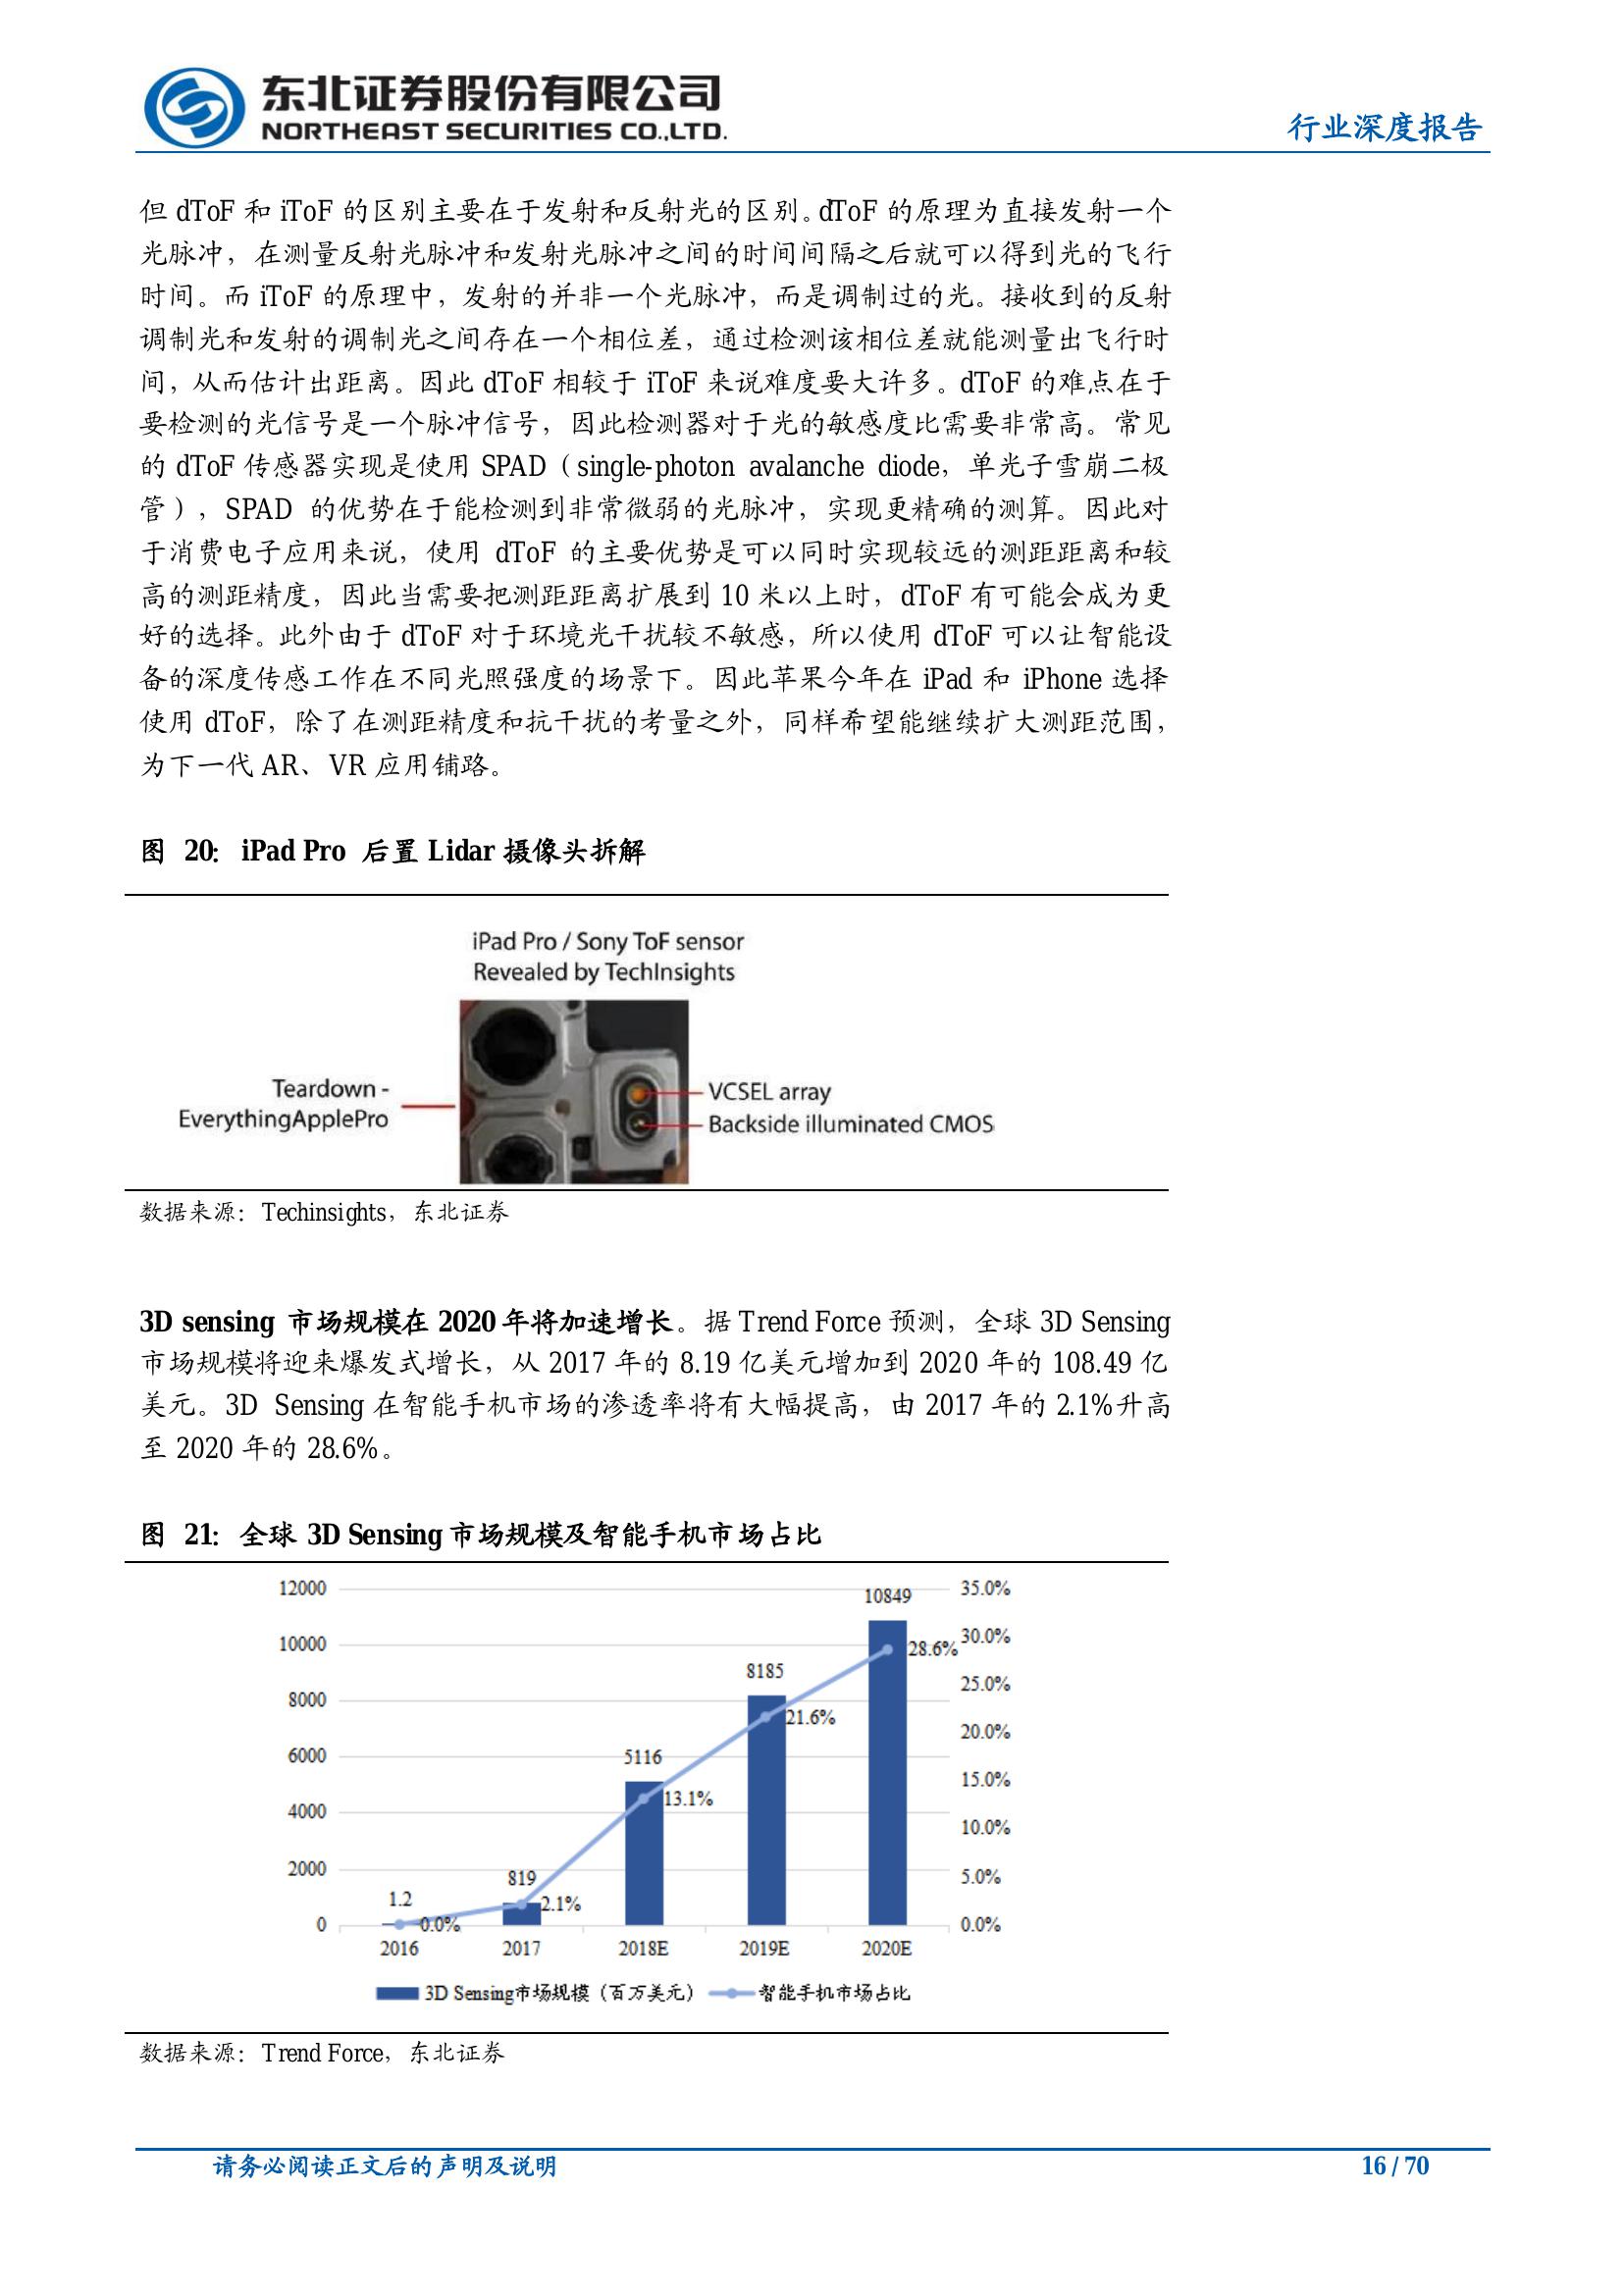 东北证券股份有限公司
NORTHEAST SECURITIES CO.,LTD.
行业深度报告
但 dToF 和 iToF 的区别主要在于发射和反射光的区别。dToF 的原理为直接发射一个
光脉冲，在测量反射光脉冲和发射光脉冲之间的时间间隔之后就可以得到光的飞行
时间。而 iToF 的原理中，发射的并非一个光脉冲，而是调制过的光。接收到的反射
调制光和发射的调制光之间存在一个相位差，通过检测该相位差就能测量出飞行时
间，从而估计出距离。因此 dToF 相较于 iToF 来说难度要大许多。dToF 的难点在于
要检测的光信号是一个脉冲信号，因此检测器对于光的敏感度比需要非常高。常见
的 dToF 传感器实现是使用 SPAD（single-photon avalanche diode，单光子雪崩二极
管），SPAD 的优势在于能检测到非常微弱的光脉冲，实现更精确的测算。因此对
于消费电子应用来说，使用 dToF 的主要优势是可以同时实现较远的测距距离和较
高的测距精度，因此当需要把测距距离扩展到 10 米以上时，dToF 有可能会成为更
好的选择。此外由于 dToF 对于环境光干扰较不敏感，所以使用 dToF 可以让智能设
备的深度传感工作在不同光照强度的场景下。因此苹果今年在 iPad 和 iPhone 选择
使用 dToF，除了在测距精度和抗干扰的考量之外，同样希望能继续扩大测距范围，
为下一代 AR、VR 应用铺路。
图 20：iPad Pro 后置 Lidar 摄像头拆解
iPad Pro / Sony ToF sensor
Revealed by TechInsights
Teardown -
EverythingApplePro
VCSEL array
Backside illuminated CMOS
数据来源：Techinsights，东北证券
3D sensing 市场规模在 2020 年将加速增长。据 Trend Force 预测，全球 3D Sensing
市场规模将迎来爆发式增长，从 2017 年的 8.19 亿美元增加到 2020 年的 108.49 亿
美元。3D Sensing 在智能手机市场的渗透率将有大幅提高，由 2017 年的 2.1%升高
至 2020 年的 28.6%。
图 21：全球 3D Sensing 市场规模及智能手机市场占比
12000
10000
8000
6000
4000
2000
0
1.2
819
5116
8185
10849
0.0%
2.1%
13.1%
21.6%
28.6%
35.0%
30.0%
25.0%
20.0%
15.0%
10.0%
5.0%
0.0%
2016 2017 2018E 2019E 2020E
3D Sensing市场规模（百万美元） 智能手机市场占比
数据来源：Trend Force，东北证券
请务必阅读正文后的声明及说明
16 / 70